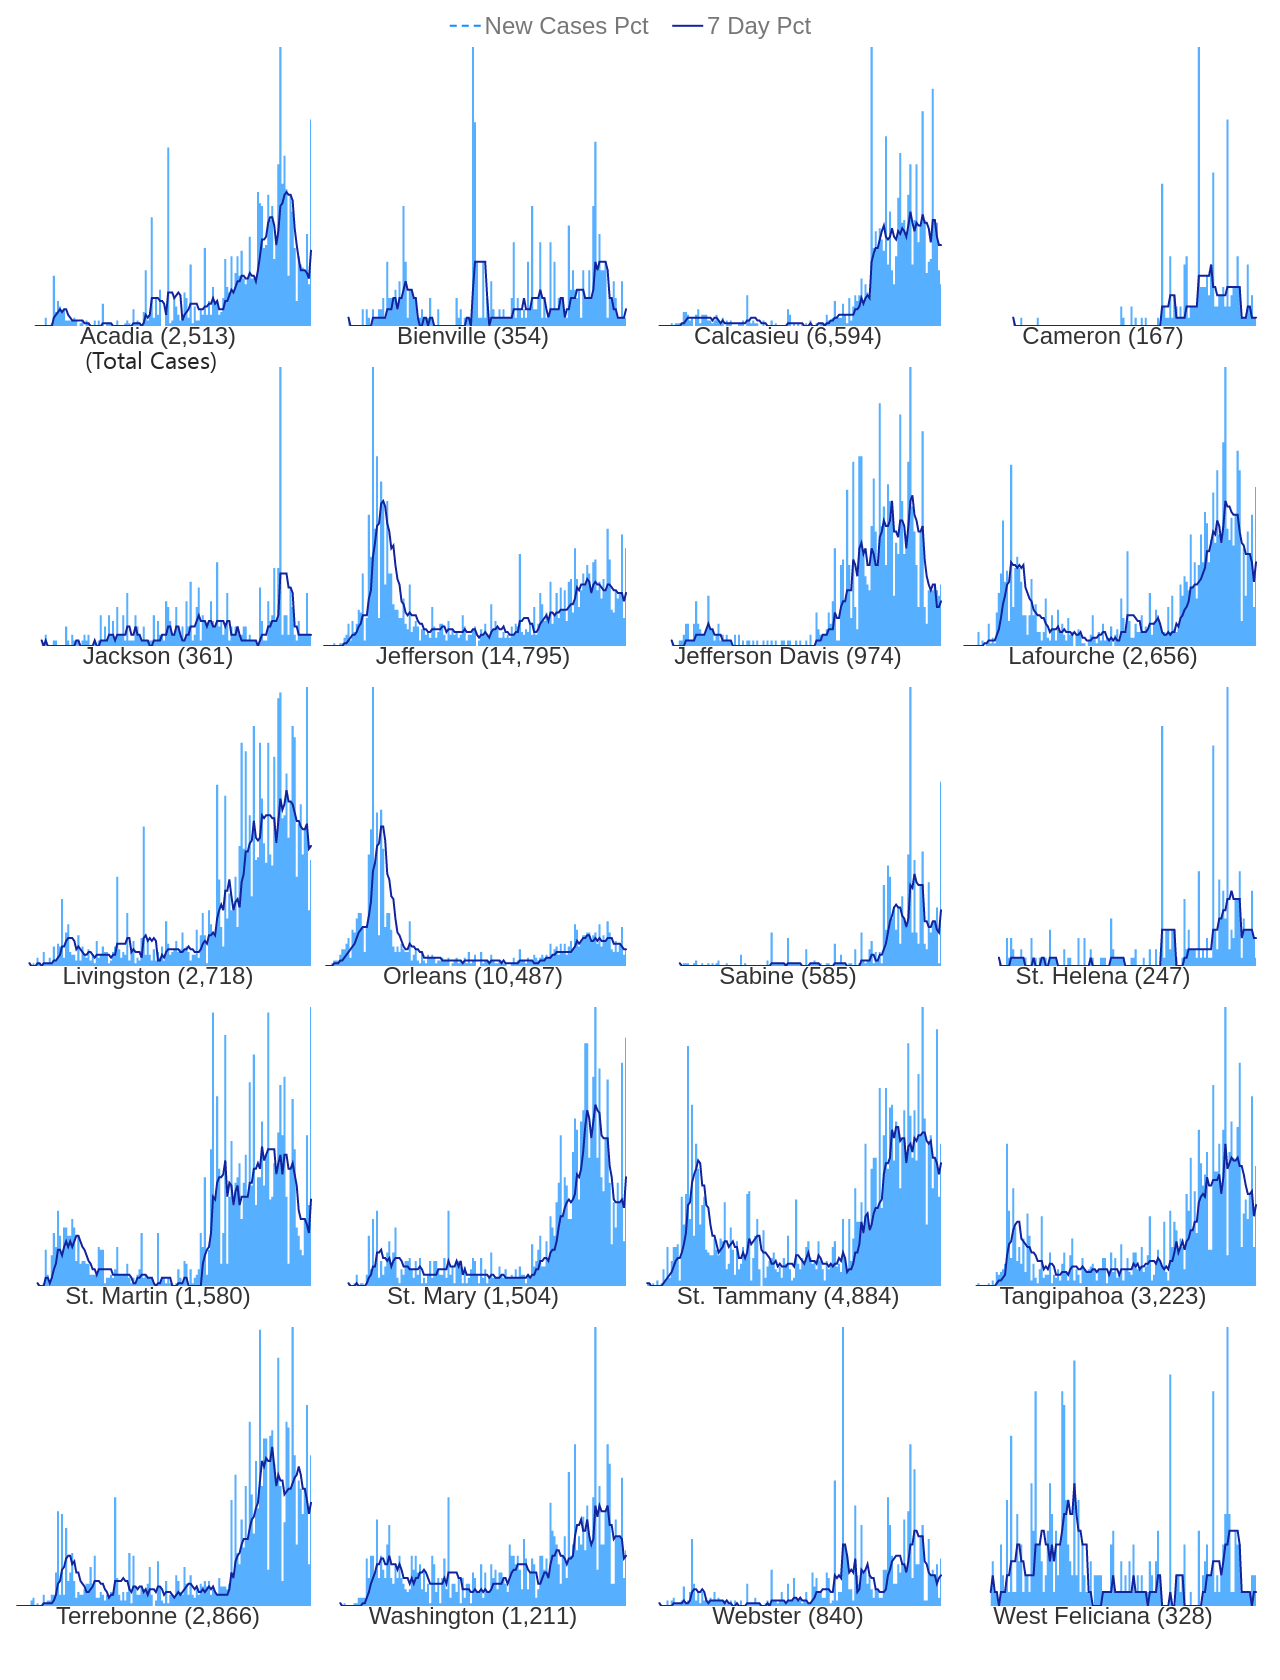 New Cases Pct 7 Day Pct
Acadia (2,513) Bienville (354) Calcasieu (6,594) Cameron (167)
(Total Cases)
Jackson (361) Jefferson (14,795) Jefferson Davis (974) Lafourche (2,656)
Livingston (2,718) Orleans (10,487) Sabine (585) St. Helena (247)
St. Martin (1,580) St. Mary (1,504) St. Tammany (4,884) Tangipahoa (3,223)
Terrebonne (2,866) Washington (1,211) Webster (840) West Feliciana (328)